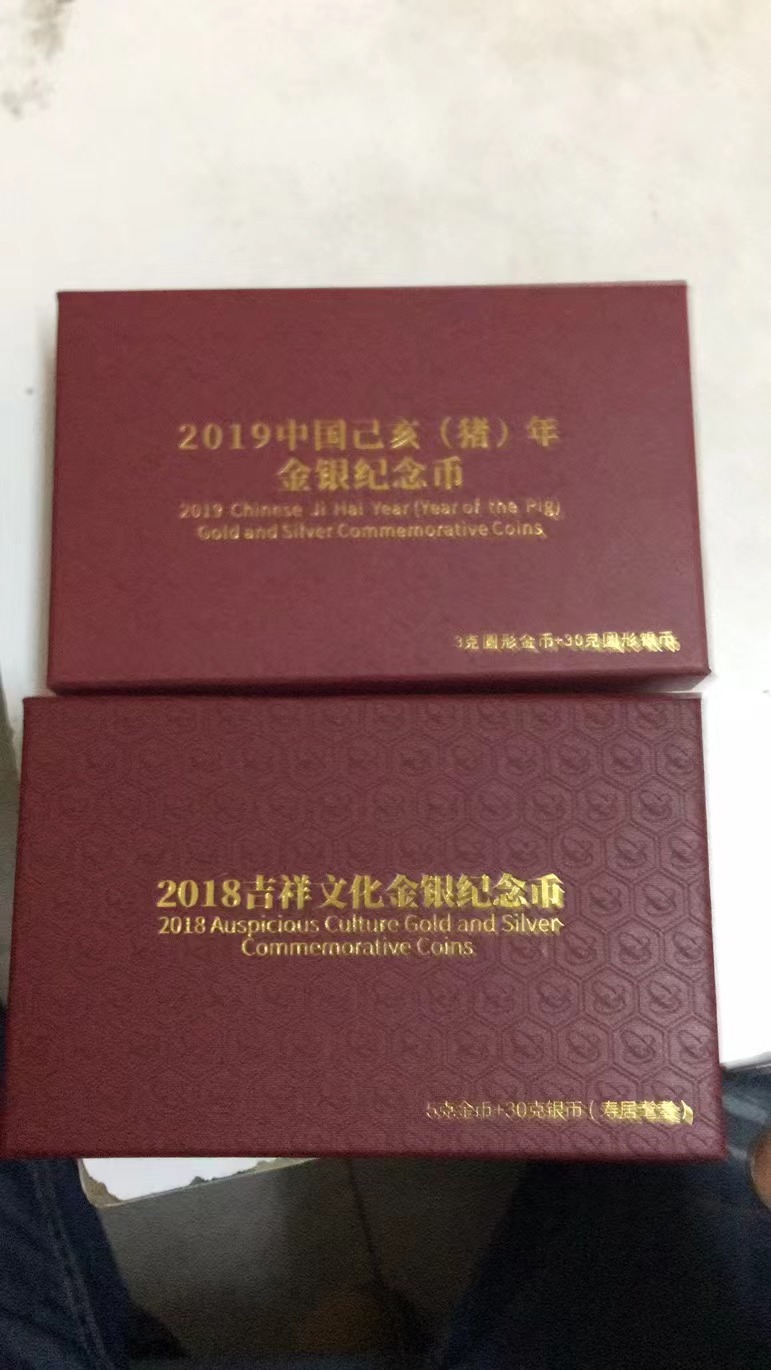 2019中国己亥（猪）年
金银纪念币
2019 Chinese Ji Hai Year (Year of the Pig)
Gold and Silver Commemorative Coins
3克圆形金币+30克圆形银币
2018吉祥文化金银纪念币
2018 Auspicious Culture Gold and Silver
Commemorative Coins
5克金币+30克银币（寿居耄耋）